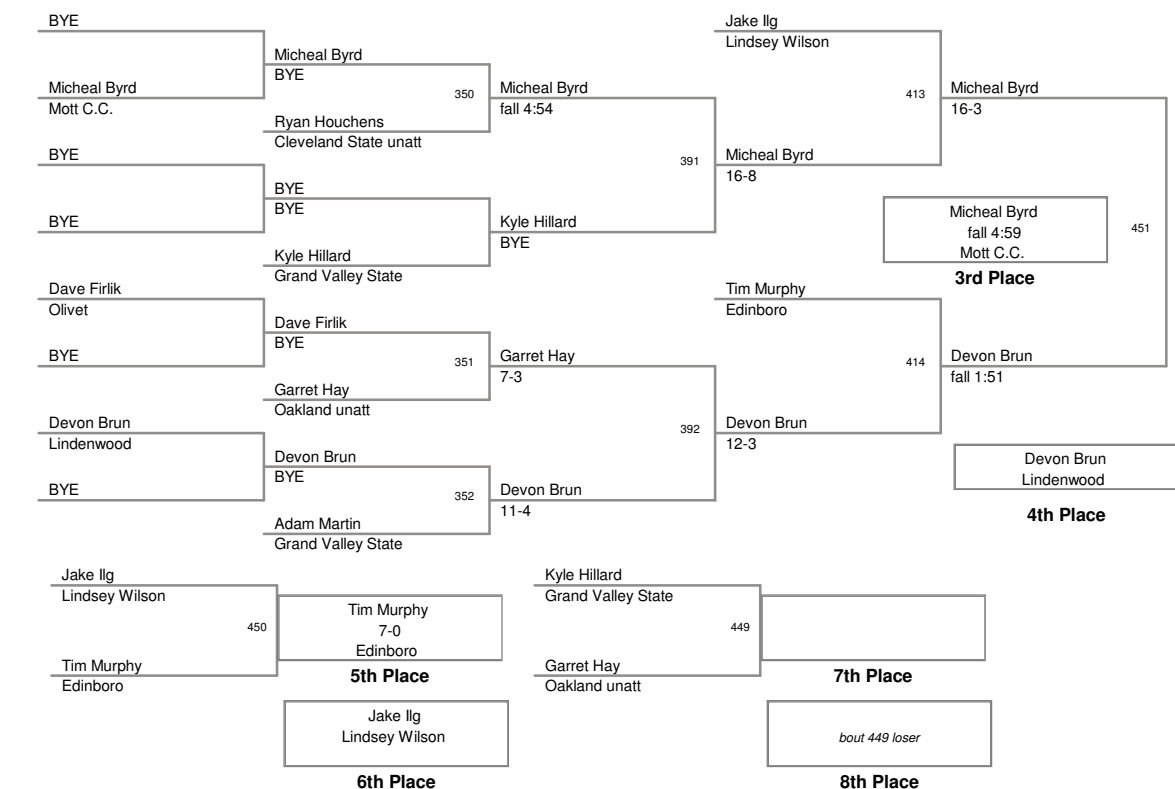 BYE
Jake Ilg
Lindsey Wilson
Micheal Byrd
BYE
Micheal Byrd
Mott C.C.
350
Micheal Byrd
fall 4:54
413
Micheal Byrd
16-3
Ryan Houchens
Cleveland State unatt
BYE
391
Micheal Byrd
16-8
BYE
BYE
BYE
Kyle Hillard
BYE
Micheal Byrd
fall 4:59
Mott C.C.
451
Kyle Hillard
Grand Valley State
3rd Place
Dave Firlik
Olivet
Tim Murphy
Edinboro
Dave Firlik
BYE
BYE
351
Garret Hay
7-3
414
Devon Brun
fall 1:51
Garret Hay
Oakland unatt
Devon Brun
Lindenwood
392
Devon Brun
12-3
Devon Brun
BYE
Devon Brun
Lindenwood
BYE
352
Devon Brun
11-4
4th Place
Adam Martin
Grand Valley State
Jake Ilg
Lindsey Wilson
Kyle Hillard
Grand Valley State
450
Tim Murphy
7-0
Edinboro
449
Tim Murphy
Edinboro
5th Place
Garret Hay
Oakland unatt
7th Place
Jake Ilg
Lindsey Wilson
bout 449 loser
6th Place
8th Place